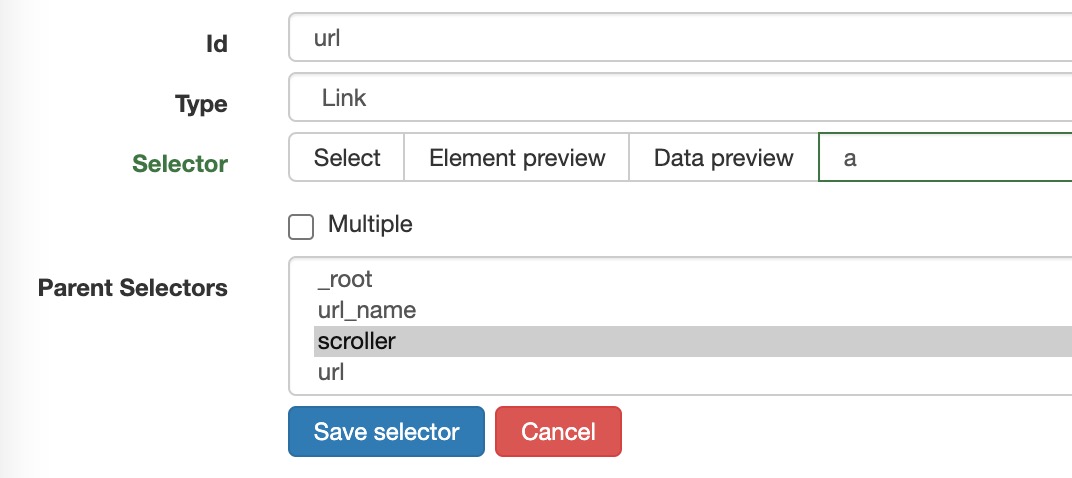 Id url
Type Link
Selector Select Element preview Data preview a
Multiple
Parent Selectors
_root
url_name
scroller
url
Save selector Cancel